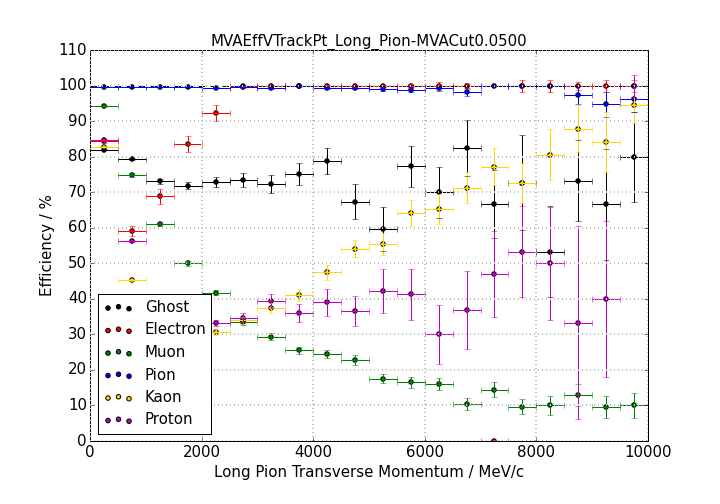 MVAEffVTrackPt_Long_Pion-MVACut0.0500
110
100
90
80
70
60
50
40
30
20
10
0
Efficiency / %
Ghost
Electron
Muon
Pion
Kaon
Proton
0 2000 4000 6000 8000 10000
Long Pion Transverse Momentum / MeV/c